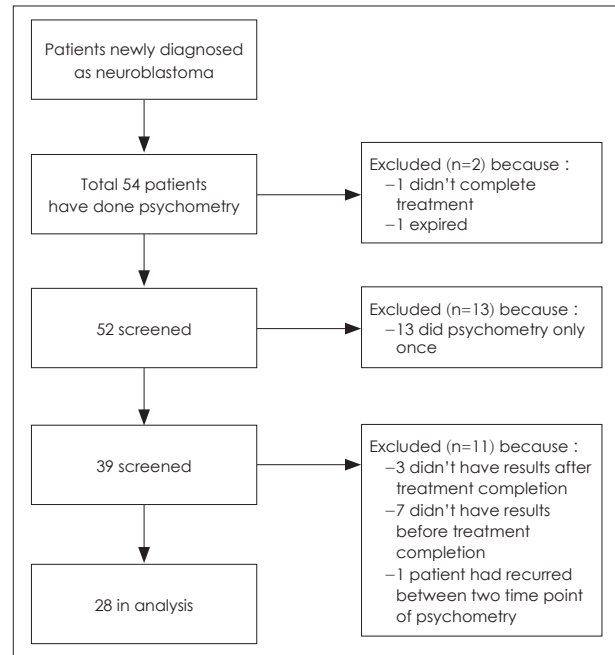 Patients newly diagnosed
as neuroblastoma
Total 54 patients
have done psychometry
Excluded (n=2) because :
−1 didn't complete
treatment
−1 expired
52 screened
Excluded (n=13) because :
−13 did psychometry only
once
39 screened
Excluded (n=11) because :
−3 didn't have results after
treatment completion
−7 didn't have results
before treatment
completion
−1 patient had recurred
between two time point
of psychometry
28 in analysis